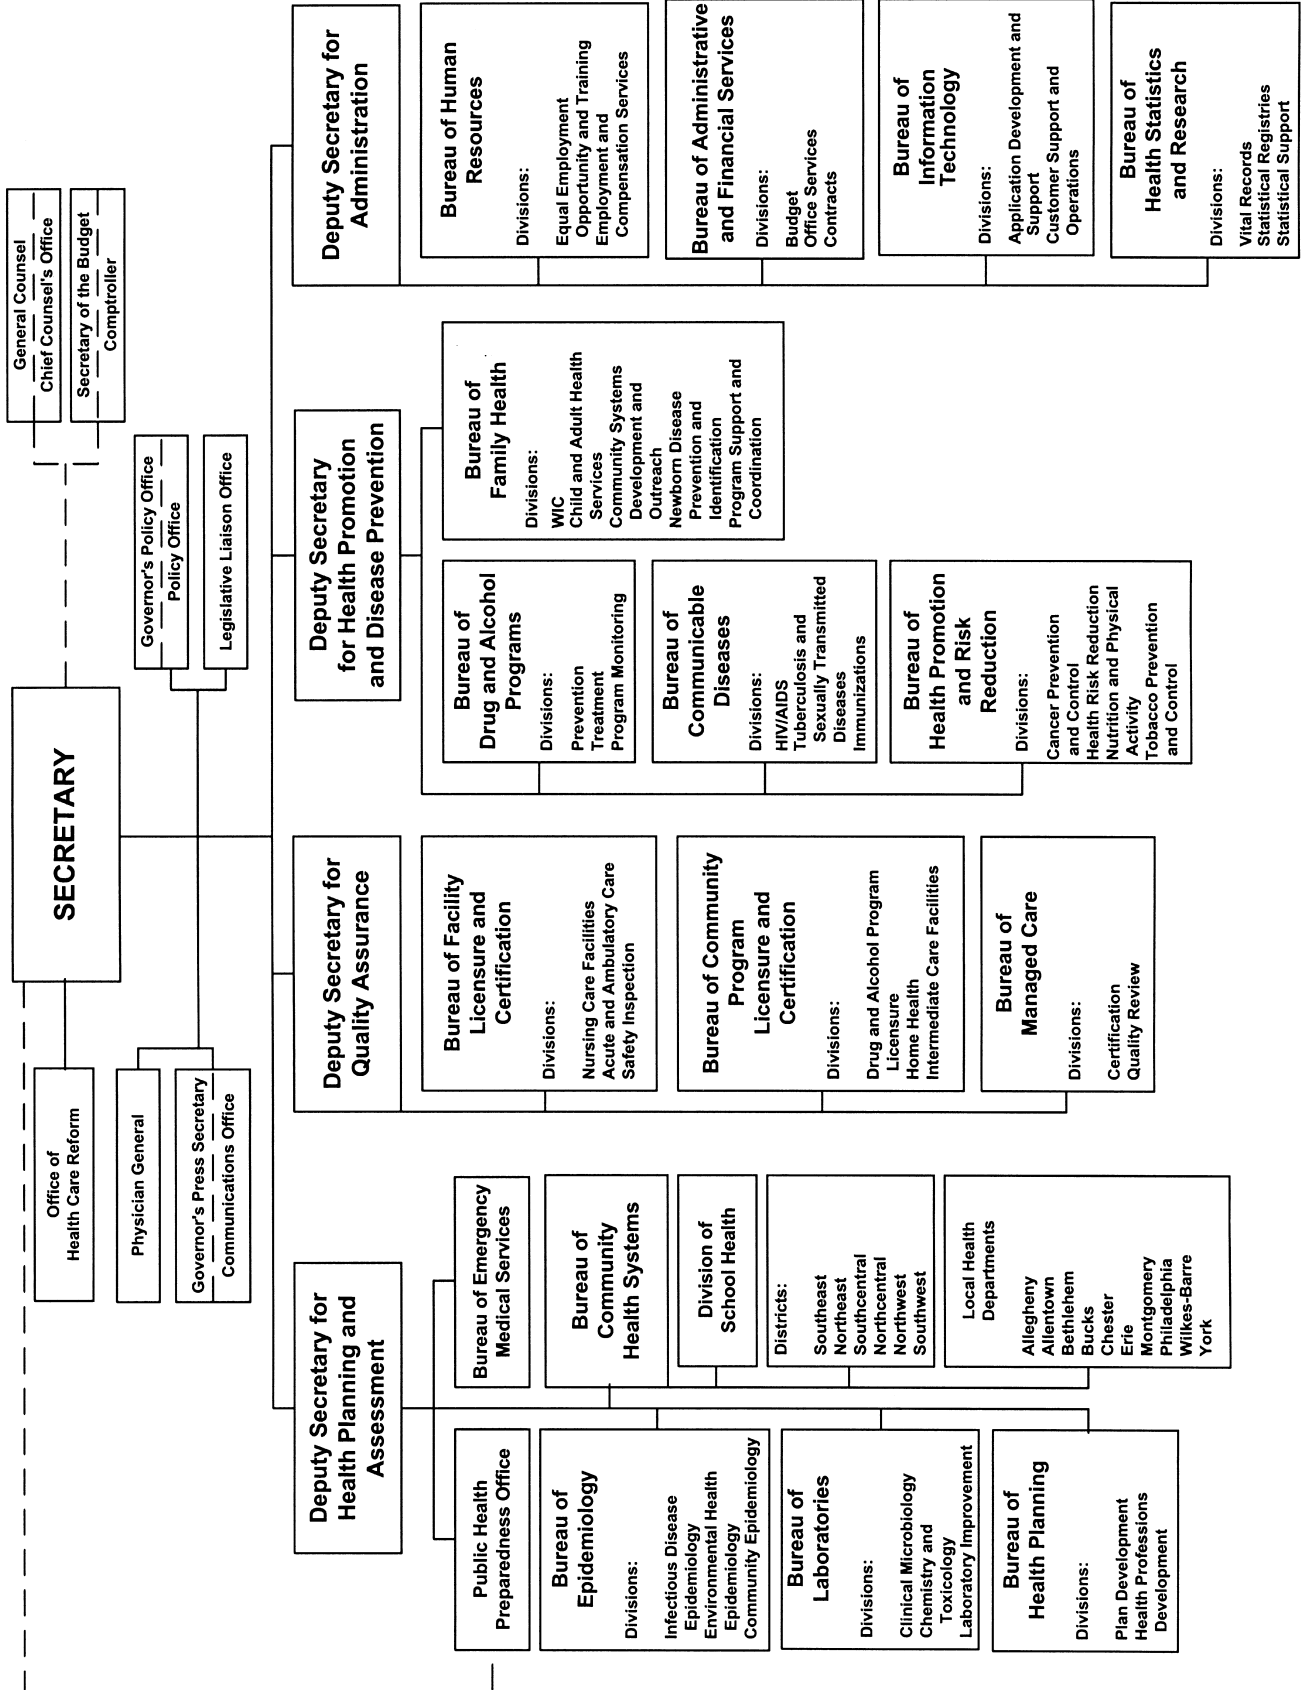 SECRETARY
General Counsel
Chief Counsel's Office
Secretary of the Budget
Comptroller
Office of
Health Care Reform
Governor's Policy Office
Policy Office
Legislative Liaison Office
Physician General
Governor's Press Secretary
Communications Office
Deputy Secretary for
Health Planning and
Assessment
Public Health
Preparedness Office
Bureau of Emergency
Medical Services
Bureau of
Epidemiology
Divisions:
Infectious Disease
Epidemiology
Environmental Health
Epidemiology
Community Epidemiology
Bureau of
Laboratories
Divisions:
Clinical Microbiology
Chemistry and
Toxicology
Laboratory Improvement
Bureau of
Health Planning
Divisions:
Plan Development
Health Professions
Development
Bureau of
Community
Health Systems
Division of
School Health
Districts:
Southeast
Northeast
Southcentral
Northcentral
Northwest
Southwest
Local Health
Departments
Allegheny
Allentown
Bethlehem
Bucks
Chester
Erie
Montgomery
Philadelphia
Wilkes-Barre
York
Deputy Secretary for
Quality Assurance
Bureau of Facility
Licensure and
Certification
Divisions:
Nursing Care Facilities
Acute and Ambulatory Care
Safety Inspection
Bureau of Community
Program
Licensure and
Certification
Divisions:
Drug and Alcohol Program
Licensure
Home Health
Intermediate Care Facilities
Bureau of
Managed Care
Divisions:
Certification
Quality Review
Deputy Secretary
for Health Promotion
and Disease Prevention
Bureau of
Drug and Alcohol
Programs
Divisions:
Prevention
Treatment
Program Monitoring
Bureau of
Communicable
Diseases
Divisions:
HIV/AIDS
Tuberculosis and
Sexually Transmitted
Diseases
Immunizations
Bureau of
Health Promotion
and Risk
Reduction
Divisions:
Cancer Prevention
and Control
Health Risk Reduction
Nutrition and Physical
Activity
Tobacco Prevention
and Control
Bureau of
Family Health
Divisions:
WIC
Child and Adult Health
Services
Community Systems
Development and
Outreach
Newborn Disease
Prevention and
Identification
Program Support and
Coordination
Deputy Secretary for
Administration
Bureau of Human
Resources
Divisions:
Equal Employment
Opportunity and Training
Employment and
Compensation Services
Bureau of Administrative
and Financial Services
Divisions:
Budget
Office Services
Contracts
Bureau of
Information
Technology
Divisions:
Application Development and
Support
Customer Support and
Operations
Bureau of
Health Statistics
and Research
Divisions:
Vital Records
Statistical Registries
Statistical Support